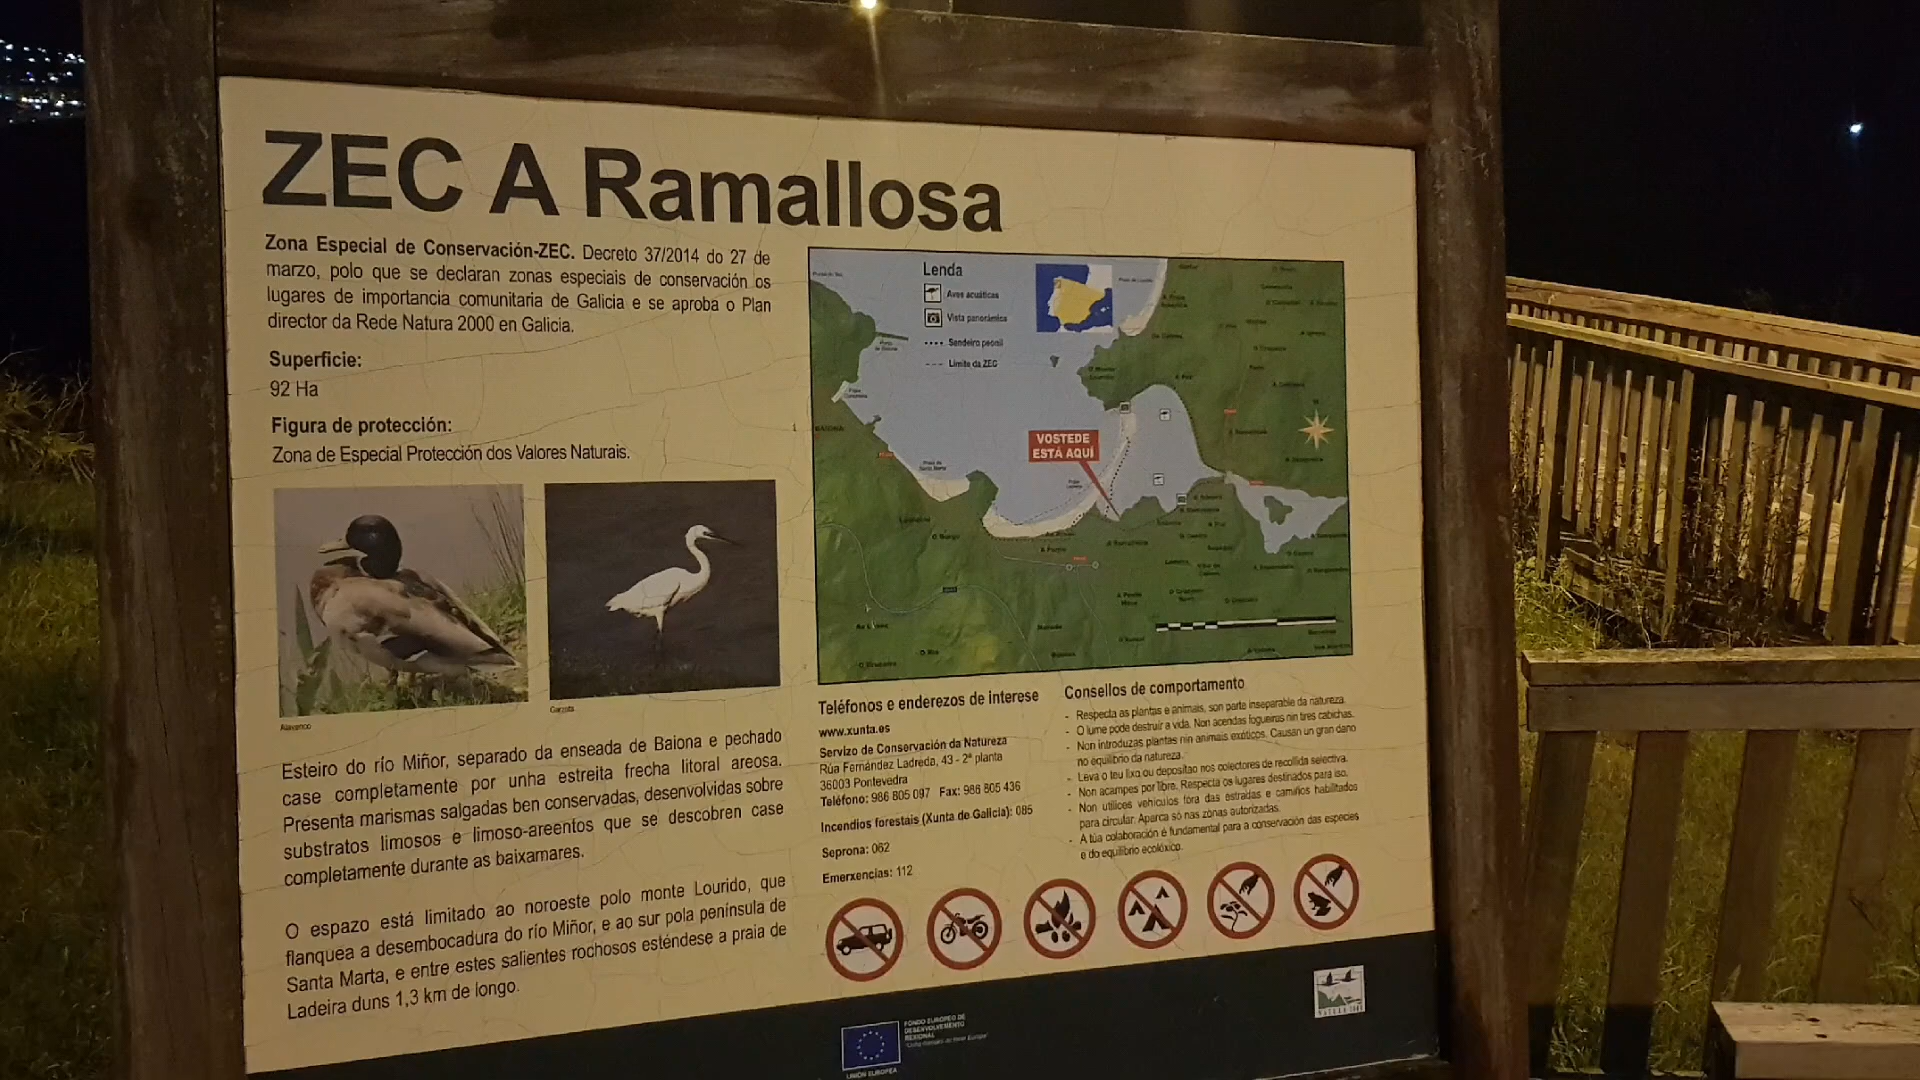 ZEC A Ramallosa
Zona Especial de Conservación-ZEC. Decreto 37/2014 do 27 de
marzo, polo que se declaran zonas especiais de conservación os
lugares de importancia comunitaria de Galicia e se aproba o Plan
director da Rede Natura 2000 en Galicia.
Superficie:
92 Ha
Figura de protección:
Zona de Especial Protección dos Valores Naturais.
Alavanco
Garzota
Esteiro do río Miñor, separado da enseada de Baiona e pechado
case completamente por unha estreita frecha litoral areosa.
Presenta marismas salgadas ben conservadas, desenvolvidas sobre
substratos limosos e limoso-areentos que se descobren case
completamente durante as baixamares.
O espazo está limitado ao noroeste polo monte Lourido, que
flanquea a desembocadura do río Miñor, e ao sur pola península de
Santa Marta, e entre estes salientes rochosos esténdese a praia de
Ladeira duns 1,3 km de longo.
Lenda
Aves acuáticas
Vista panorámica
Sendeiro peonil
Límite da ZEC
VOSTEDE
ESTÁ AQUÍ
Teléfonos e enderezos de interese
www.xunta.es
Servizo de Conservación da Natureza
Rúa Fernández Ladreda, 43 - 2ª planta
36003 Pontevedra
Teléfono: 986 805 097 Fax: 986 805 436
Incendios forestais (Xunta de Galicia): 085
Seprona: 062
Emerxencias: 112
Consellos de comportamento
- Respecta as plantas e animais, son parte inseparable da natureza.
- O lume pode destruír a vida. Non acendas fogueiras nin tres cabichas.
- Non introduzas plantas nin animais exóticos. Causan un gran dano
no equilibrio da natureza.
- Leva o teu lixo ou deposítao nos colectores de recollida selectiva.
- Non acampes por libre. Respecta os lugares destinados para iso.
- Non utilices vehículos fóra das estradas e camiños habilitados
para circular. Aparca só nas zonas autorizadas.
- A túa colaboración é fundamental para a conservación das especies
e do equilibrio ecolóxico.
FONDO EUROPEO DE
DESENVOLVEMENTO
REXIONAL
UNIÓN EUROPEA
NATURA 2000